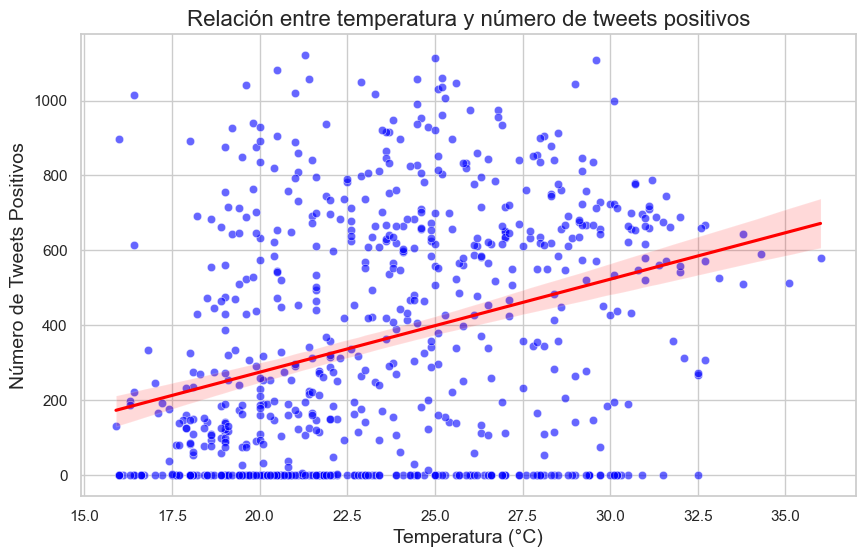 Relación entre temperatura y número de tweets positivos
Número de Tweets Positivos
1000
800
600
400
200
0
15.0 17.5 20.0 22.5 25.0 27.5 30.0 32.5 35.0
Temperatura (°C)